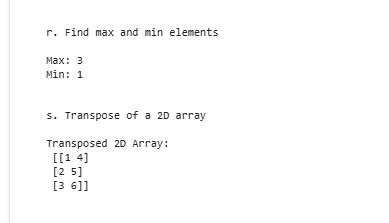 r. Find max and min elements
Max: 3
Min: 1
s. Transpose of a 2D array
Transposed 2D Array:
[[1 4]
[2 5]
[3 6]]